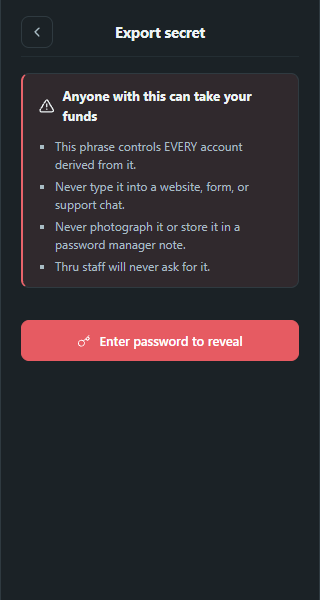 Export secret
Anyone with this can take your
funds
This phrase controls EVERY account
derived from it.
Never type it into a website, form, or
support chat.
Never photograph it or store it in a
password manager note.
Thru staff will never ask for it.
Enter password to reveal